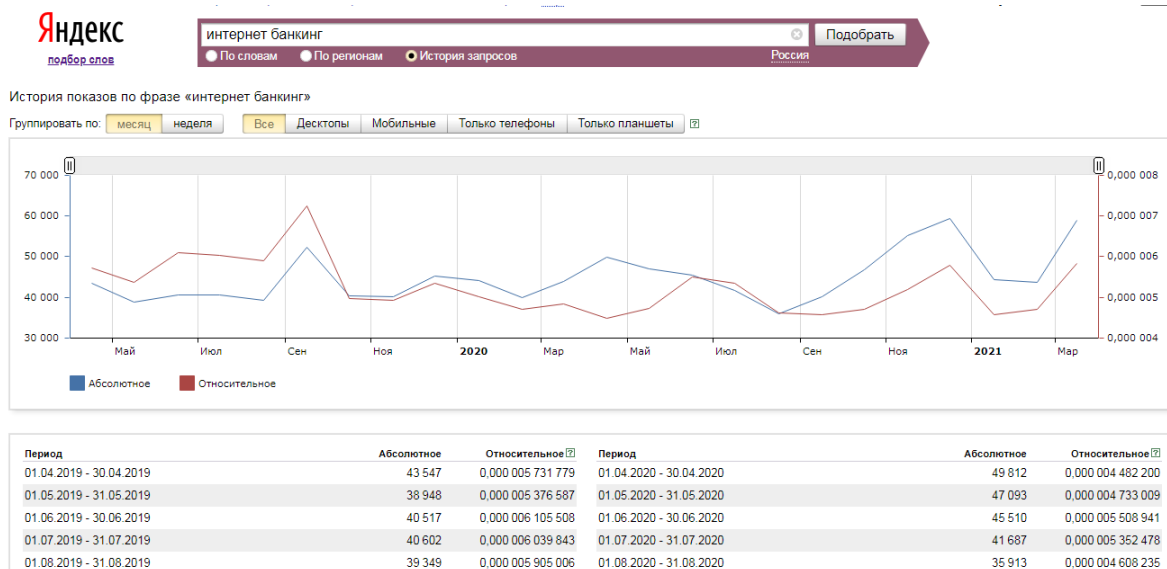 Яндекс
подбор слов
интернет банкинг
Подобрать
По словам По регионам История запросов Россия
История показов по фразе «интернет банкинг»
Группировать по: месяц неделя Все Десктопы Мобильные Только телефоны Только планшеты ?
70 000 0,000 008
60 000 0,000 007
50 000 0,000 006
40 000 0,000 005
30 000 0,000 004
Май Июл Сен Ноя 2020 Мар Май Июл Сен Ноя 2021 Мар
Абсолютное Относительное
Период Абсолютное Относительное ? Период Абсолютное Относительное ?
01.04.2019 - 30.04.2019 43 547 0,000 005 731 779 01.04.2020 - 30.04.2020 49 812 0,000 004 482 200
01.05.2019 - 31.05.2019 38 948 0,000 005 376 587 01.05.2020 - 31.05.2020 47 093 0,000 004 733 009
01.06.2019 - 30.06.2019 40 517 0,000 006 105 508 01.06.2020 - 30.06.2020 45 510 0,000 005 508 941
01.07.2019 - 31.07.2019 40 602 0,000 006 039 843 01.07.2020 - 31.07.2020 41 687 0,000 005 352 478
01.08.2019 - 31.08.2019 39 349 0,000 005 905 006 01.08.2020 - 31.08.2020 35 913 0,000 004 608 235